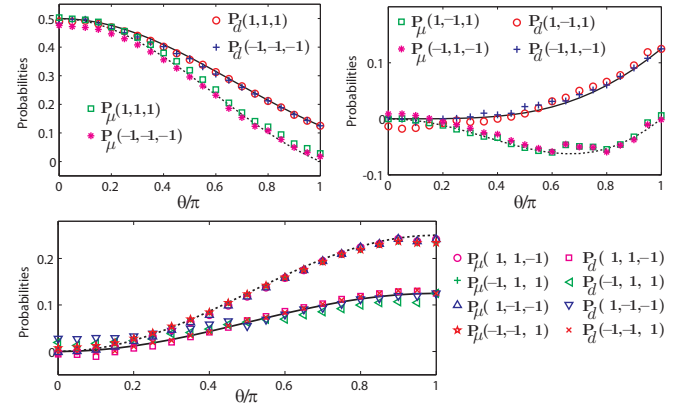 0.5
0.4
0.3
0.2
0.1
0
Probabilities
P_d(1,1,1)
P_d(-1,-1,-1)
P_μ(1,1,1)
P_μ(-1,-1,-1)
0 0.2 0.4 0.6 0.8 1
θ/π
0.1
0
-0.1
Probabilities
P_μ(1,-1,1) P_d(1,-1,1)
P_μ(-1,1,-1) P_d(-1,1,-1)
0 0.2 0.4 0.6 0.8 1
θ/π
0.2
0.1
0
Probabilities
0 0.2 0.4 0.6 0.8 1
θ/π
P_μ( 1, 1,-1) P_d( 1, 1,-1)
P_μ(-1, 1, 1) P_d(-1, 1, 1)
P_μ( 1,-1,-1) P_d( 1,-1,-1)
P_μ(-1,-1, 1) P_d(-1,-1, 1)